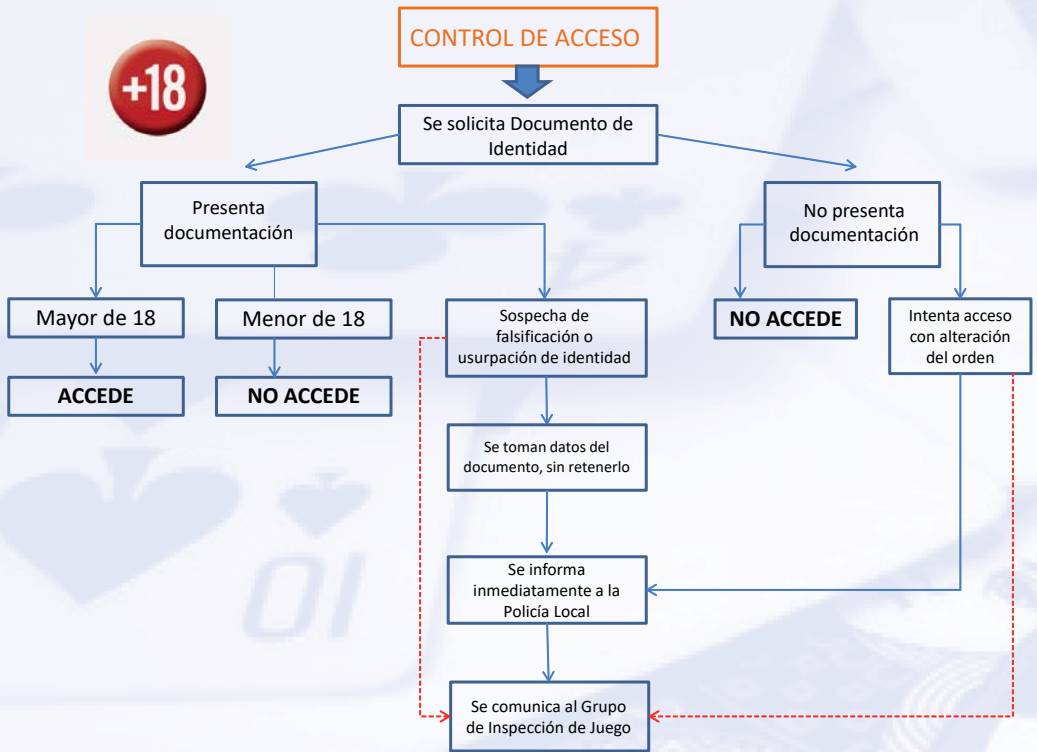 CONTROL DE ACCESO
+18
Se solicita Documento de
Identidad
Presenta
documentación
No presenta
documentación
Mayor de 18
Menor de 18
Sospecha de
falsificación o
usurpación de identidad
NO ACCEDE
Intenta acceso
con alteración
del orden
ACCEDE
NO ACCEDE
Se toman datos del
documento, sin retenerlo
Se informa
inmediatamente a la
Policía Local
Se comunica al Grupo
de Inspección de Juego
4
10